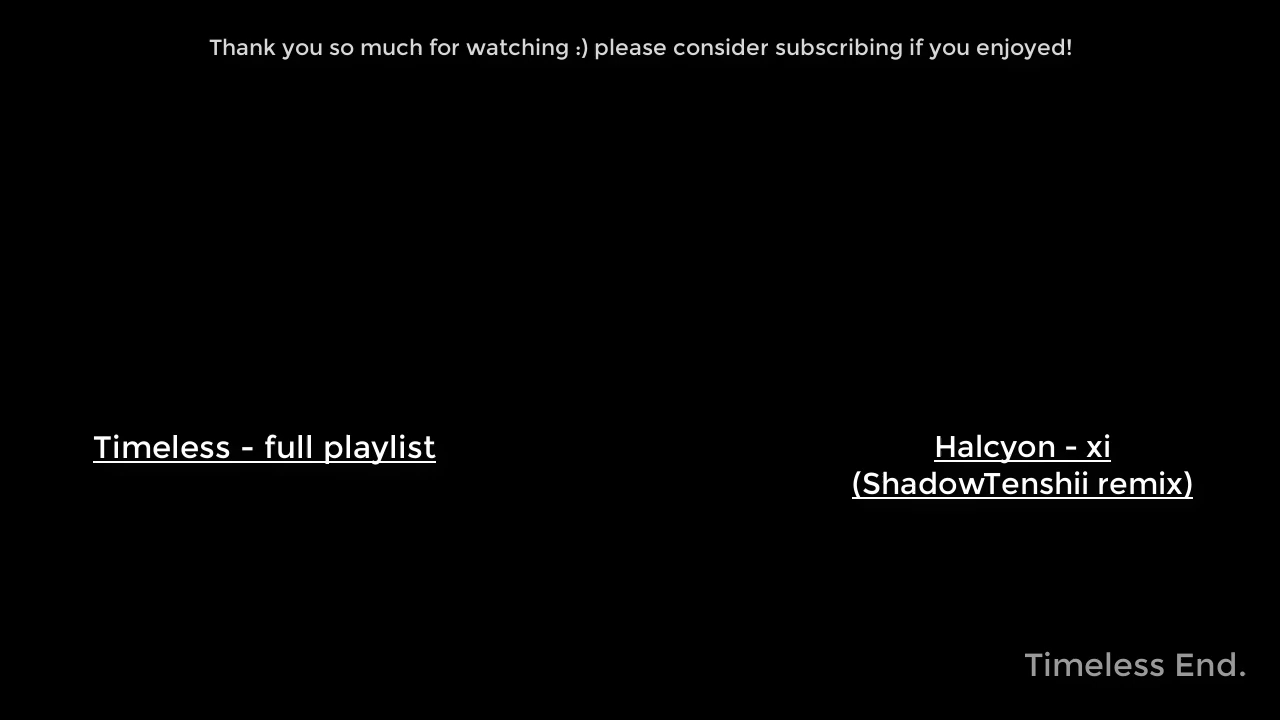 Thank you so much for watching :) please consider subscribing if you enjoyed!
Timeless - full playlist
Halcyon - xi
(ShadowTenshii remix)
Timeless End.